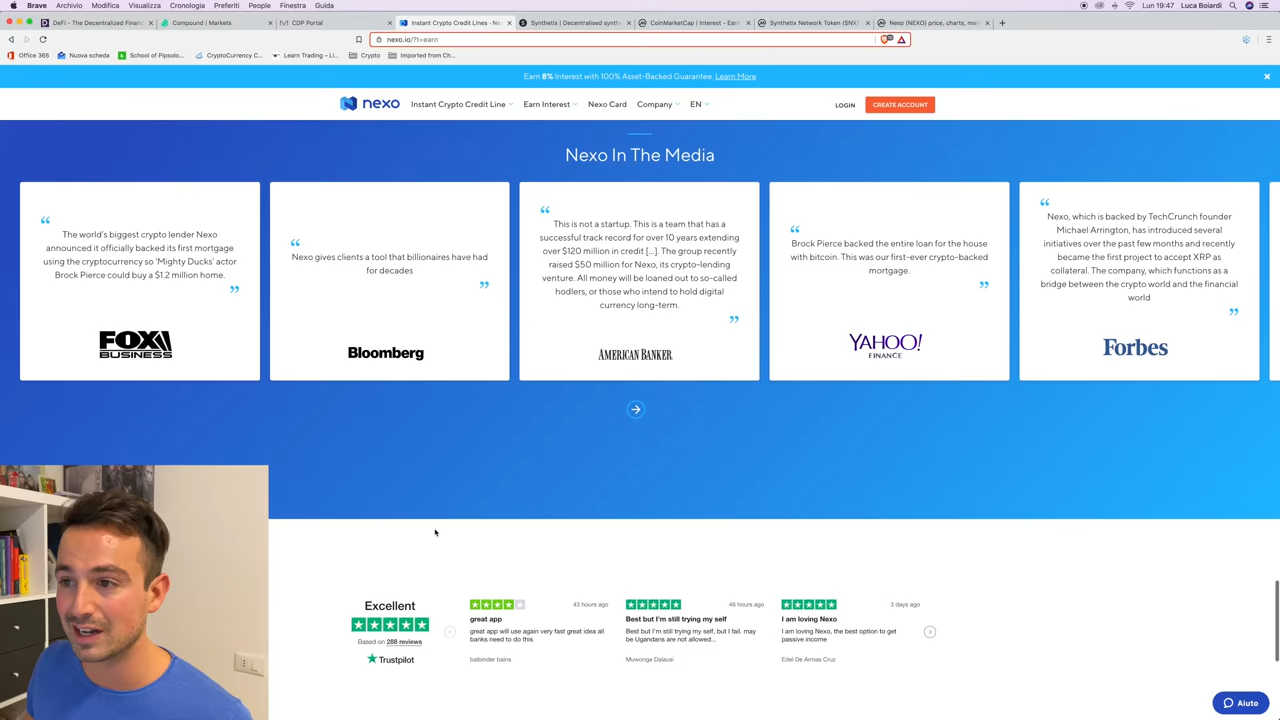 Brave Archivio Modifica Visualizza Cronologia Preferiti People Finestra Aiuto
Lun 19:47 Luca Boiardi
DeFi - The Decentralized Financ
Compound | Markets
CDP Portal
Instant Crypto Credit Lines - N
Synthetix | Decentralised synth
CoinMarketCap | Interest - Earn
Synthetix Network Token (SNX)
Nexo (NEXO) price, charts, mar
nexo.io/?t=earn
Office 365
Nuova scheda
School of Pipsolo...
CryptoCurrency C...
Learn Trading – Li...
Crypto
Imported from Ch...
Earn 8% Interest with 100% Asset-Backed Guarantee. Learn More
nexo
Instant Crypto Credit Line
Earn Interest
Nexo Card
Company
EN
LOGIN
CREATE ACCOUNT
Nexo In The Media
“
The world's biggest crypto lender Nexo
announced it officially backed its first mortgage
using the cryptocurrency so ‘Mighty Ducks’ actor
Brock Pierce could buy a $1.2 million home.
”
FOX
BUSINESS
“
Nexo gives clients a tool that billionaires have had
for decades
”
Bloomberg
“
This is not a startup. This is a team that has a
successful track record for over 10 years extending
over $120 million in credit [...]. The group recently
raised $50 million for Nexo, its crypto-lending
venture. All money will be loaned out to so-called
hodlers, or those who intend to hold digital
currency long-term.
”
AMERICAN BANKER
“
Brock Pierce backed the entire loan for the house
with bitcoin. This was our first-ever crypto-backed
mortgage.
”
YAHOO!
FINANCE
“
Nexo, which is backed by TechCrunch founder
Michael Arrington, has introduced several
initiatives over the past few months and recently
became the first project to accept XRP as
collateral. The company, which functions as a
bridge between the crypto world and the financial
world
”
Forbes
Excellent
Based on 288 reviews
Trustpilot
43 hours ago
great app
great app will use again very fast great idea all
banks need to do this
balbinder bains
46 hours ago
Best but I'm still trying my self
Best but I'm still trying my self, but I fail. may
be Ugandans are not allowed...
Muwonge Dalausi
3 days ago
I am loving Nexo
I am loving Nexo, the best option to get
passive income
Edel De Armas Cruz
Aiuto